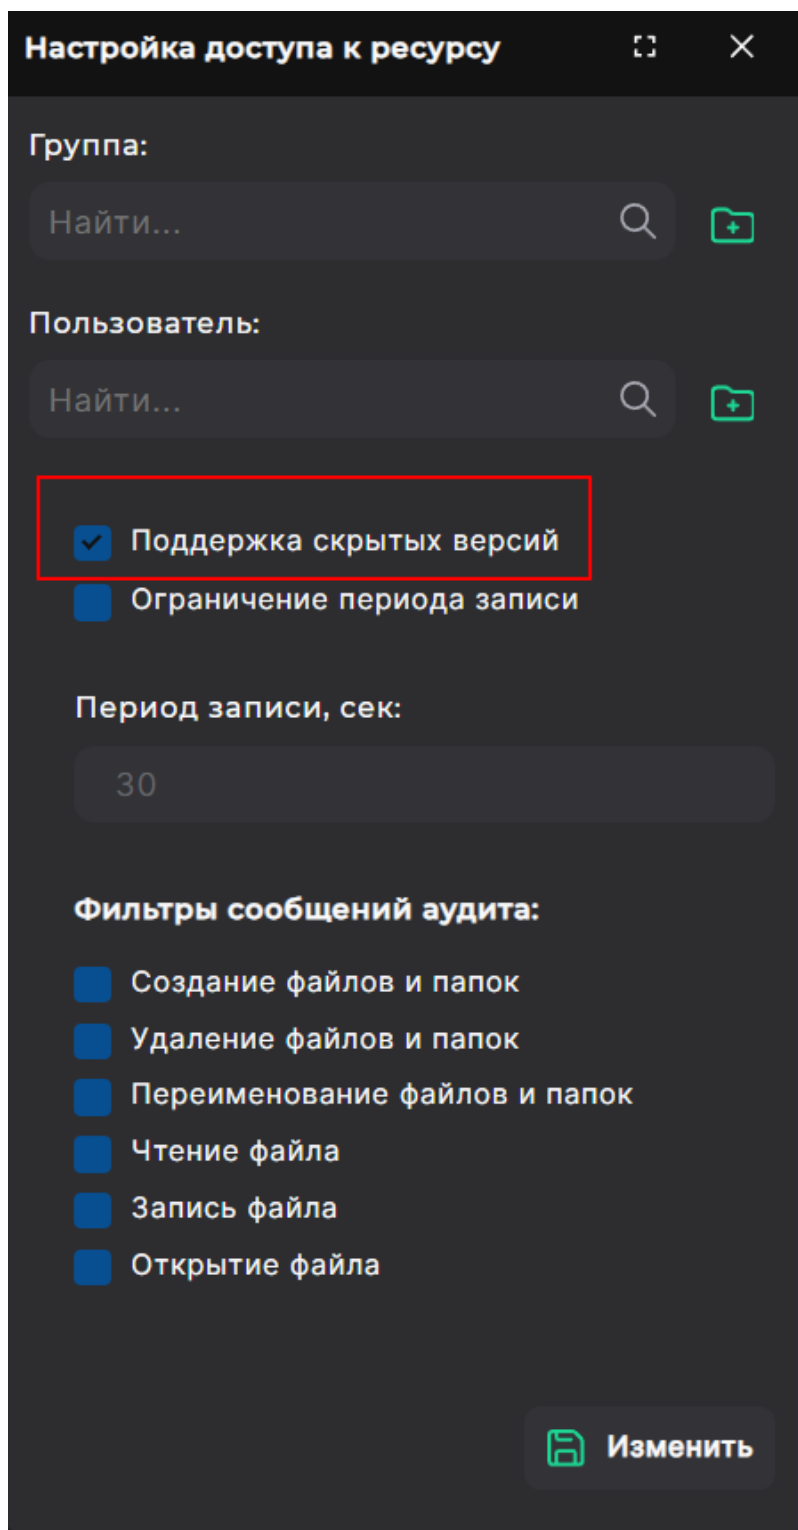 Настройка доступа к ресурсу
Группа:
Найти...
Пользователь:
Найти...
Поддержка скрытых версий
Ограничение периода записи
Период записи, сек:
30
Фильтры сообщений аудита:
Создание файлов и папок
Удаление файлов и папок
Переименование файлов и папок
Чтение файла
Запись файла
Открытие файла
Изменить